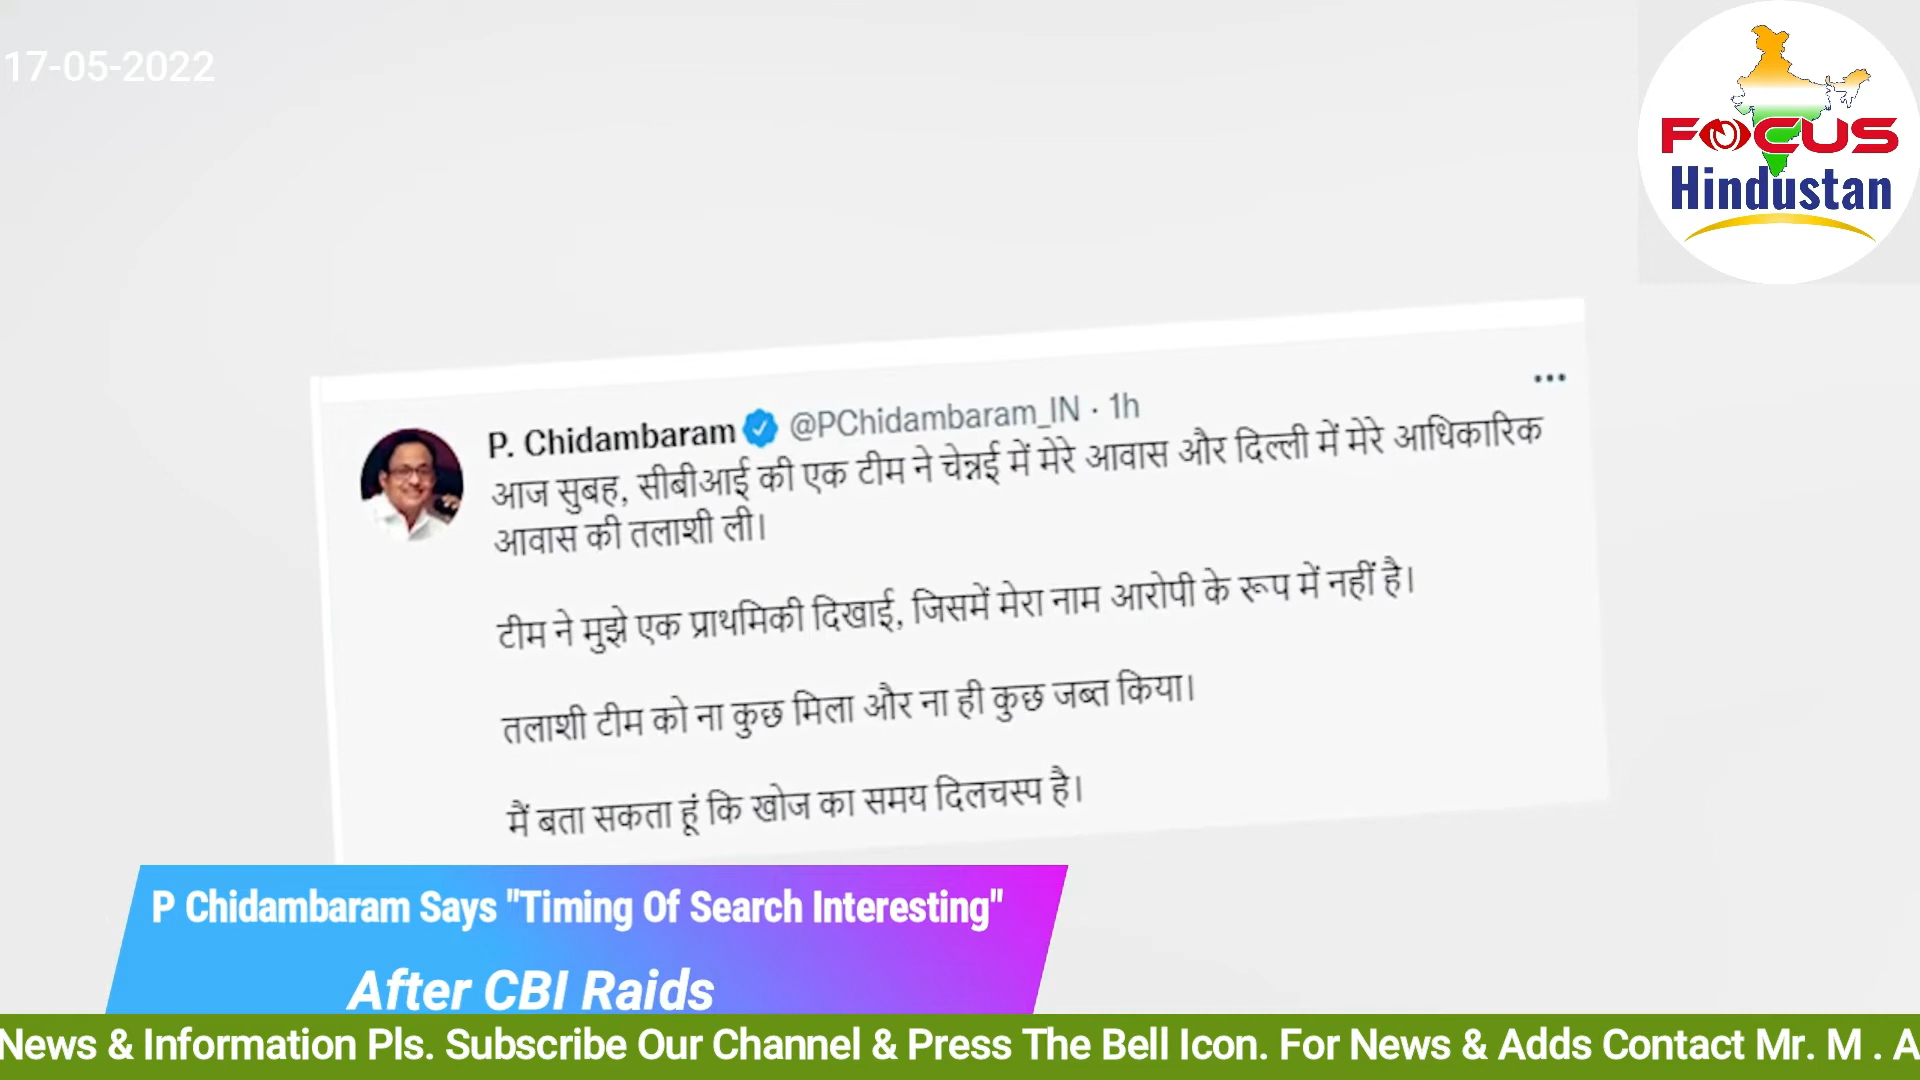 17-05-2022
FOCUS
Hindustan
P. Chidambaram @PChidambaram_IN · 1h
आज सुबह, सीबीआई की एक टीम ने चेन्नई में मेरे आवास और दिल्ली में मेरे आधिकारिक
आवास की तलाशी ली।
टीम ने मुझे एक प्राथमिकी दिखाई, जिसमें मेरा नाम आरोपी के रूप में नहीं है।
तलाशी टीम को ना कुछ मिला और ना ही कुछ जब्त किया।
मैं बता सकता हूं कि खोज का समय दिलचस्प है।
P Chidambaram Says "Timing Of Search Interesting"
After CBI Raids
News & Information Pls. Subscribe Our Channel & Press The Bell Icon. For News & Adds Contact Mr. M . A